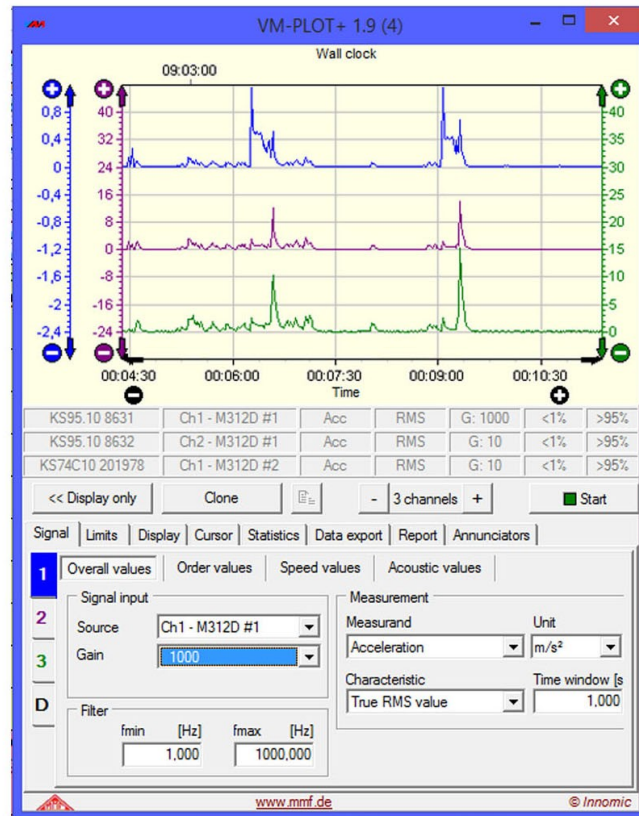 VM-PLOT+ 1.9 (4)
Wall clock
09:03:00
0,8 40 40
0,4 32 35
0 24 30
-0,4 16 25
-0,8 8 20
-1,2 0 15
-1,6 -8 10
-2 -16 5
-2,4 -24 0
00:04:30 00:06:00 00:07:30 00:09:00 00:10:30
Time
KS95.10 8631 Ch1 - M312D #1 Acc RMS G: 1000 <1% >95%
KS95.10 8632 Ch2 - M312D #1 Acc RMS G: 10 <1% >95%
KS74C10 201978 Ch1 - M312D #2 Acc RMS G: 10 <1% >95%
<< Display only Clone - 3 channels + Start
Signal Limits Display Cursor Statistics Data export Report Annunciators
1 Overall values Order values Speed values Acoustic values
2
3
D
Signal input
Source Ch1 - M312D #1
Gain 1000
Filter
fmin [Hz] fmax [Hz]
1,000 1000,000
Measurement
Measurand Unit
Acceleration m/s²
Characteristic Time window [s
True RMS value 1,000
www.mmf.de
© Innomic